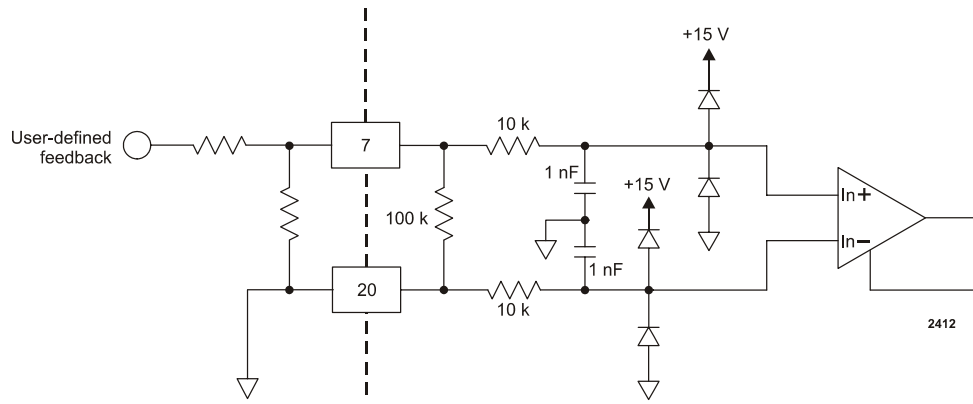 +15 V
User-defined
feedback
7
10 k
1 nF
+15 V
In+
100 k
In−
1 nF
20
10 k
2412